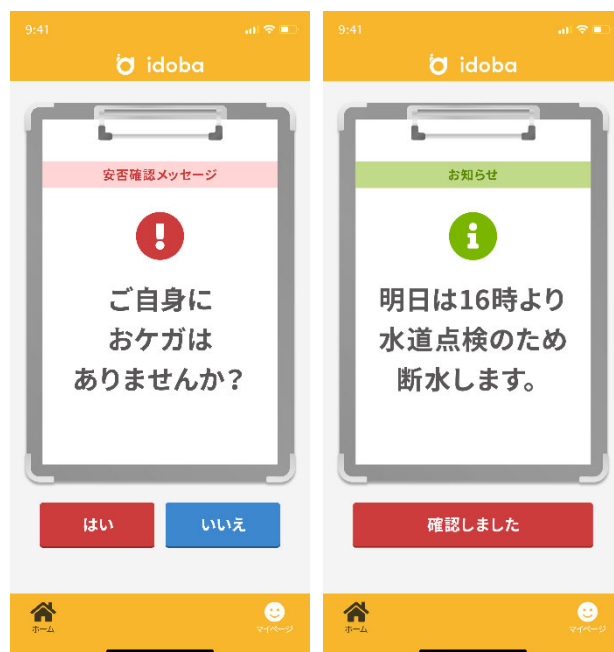 9:41
idoba
安否確認メッセージ
ご自身に
おケガは
ありませんか?
はい
いいえ
ホーム
マイページ
9:41
idoba
お知らせ
明日は16時より
水道点検のため
断水します。
確認しました
ホーム
マイページ